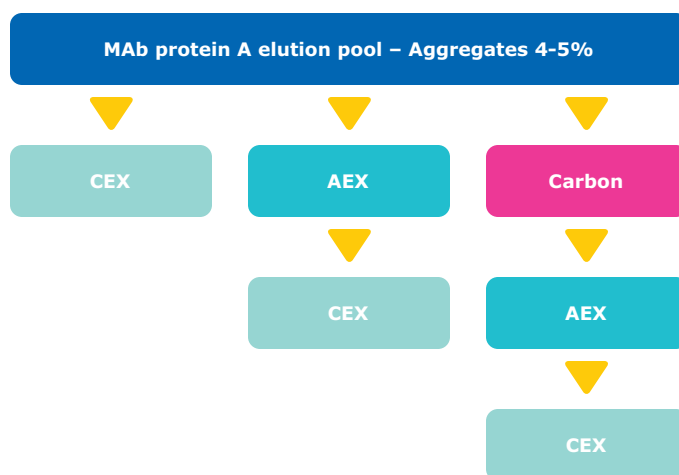 MAb protein A elution pool – Aggregates 4-5%
CEX
AEX
Carbon
CEX
AEX
CEX